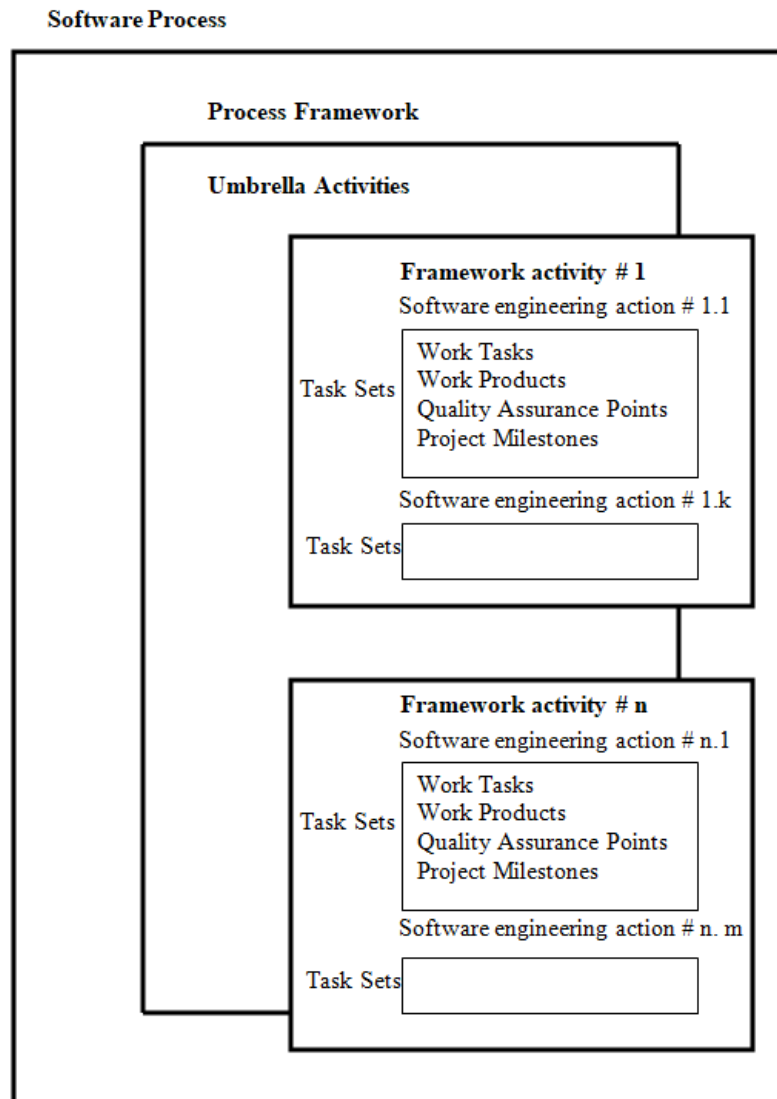 Software Process
Process Framework
Umbrella Activities
Framework activity # 1
Software engineering action # 1.1
Task Sets
Work Tasks
Work Products
Quality Assurance Points
Project Milestones
Software engineering action # 1.k
Task Sets
Framework activity # n
Software engineering action # n.1
Task Sets
Work Tasks
Work Products
Quality Assurance Points
Project Milestones
Software engineering action # n. m
Task Sets